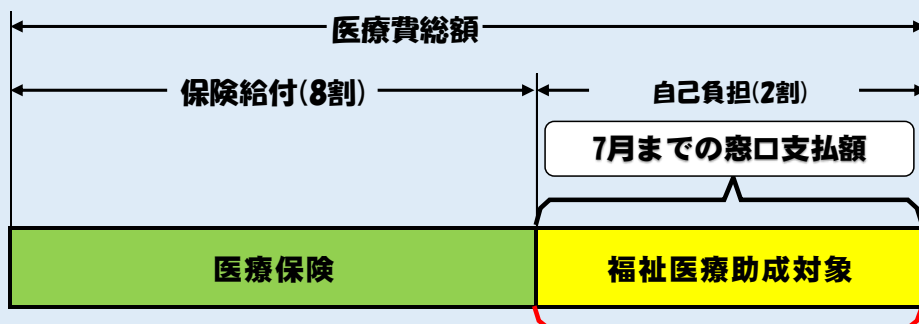 医療費総額
保険給付(8割)
自己負担(2割)
7月までの窓口支払額
医療保険
福祉医療助成対象